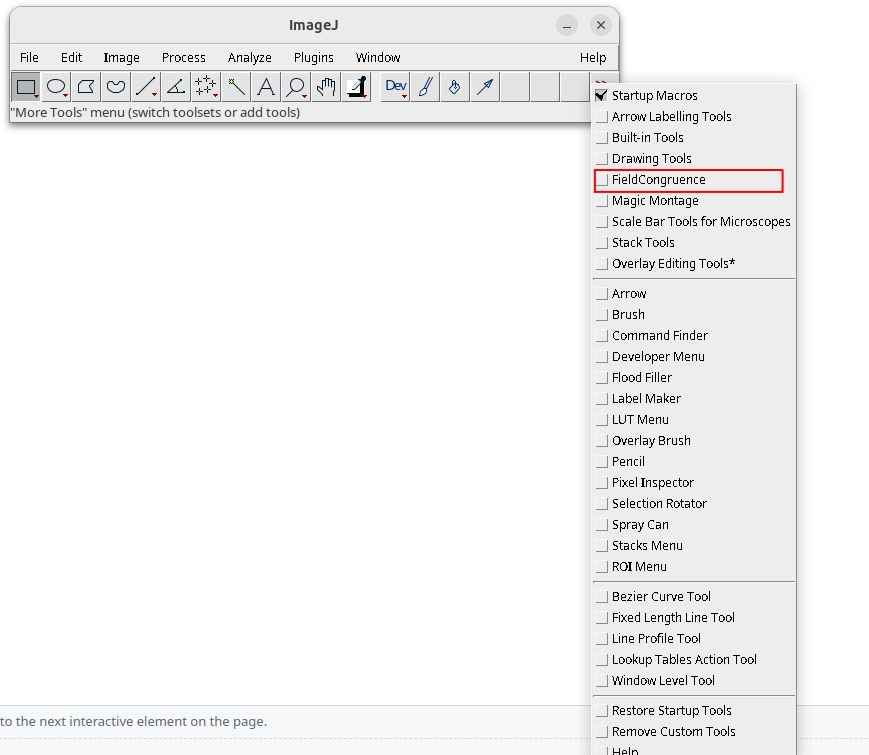 ImageJ
File Edit Image Process Analyze Plugins Window Help
A Dev >>
"More Tools" menu (switch toolsets or add tools)
Startup Macros
Arrow Labelling Tools
Built-in Tools
Drawing Tools
FieldCongruence
Magic Montage
Scale Bar Tools for Microscopes
Stack Tools
Overlay Editing Tools*
Arrow
Brush
Command Finder
Developer Menu
Flood Filler
Label Maker
LUT Menu
Overlay Brush
Pencil
Pixel Inspector
Selection Rotator
Spray Can
Stacks Menu
ROI Menu
Bezier Curve Tool
Fixed Length Line Tool
Line Profile Tool
Lookup Tables Action Tool
Window Level Tool
Restore Startup Tools
Remove Custom Tools
Help
to the next interactive element on the page.